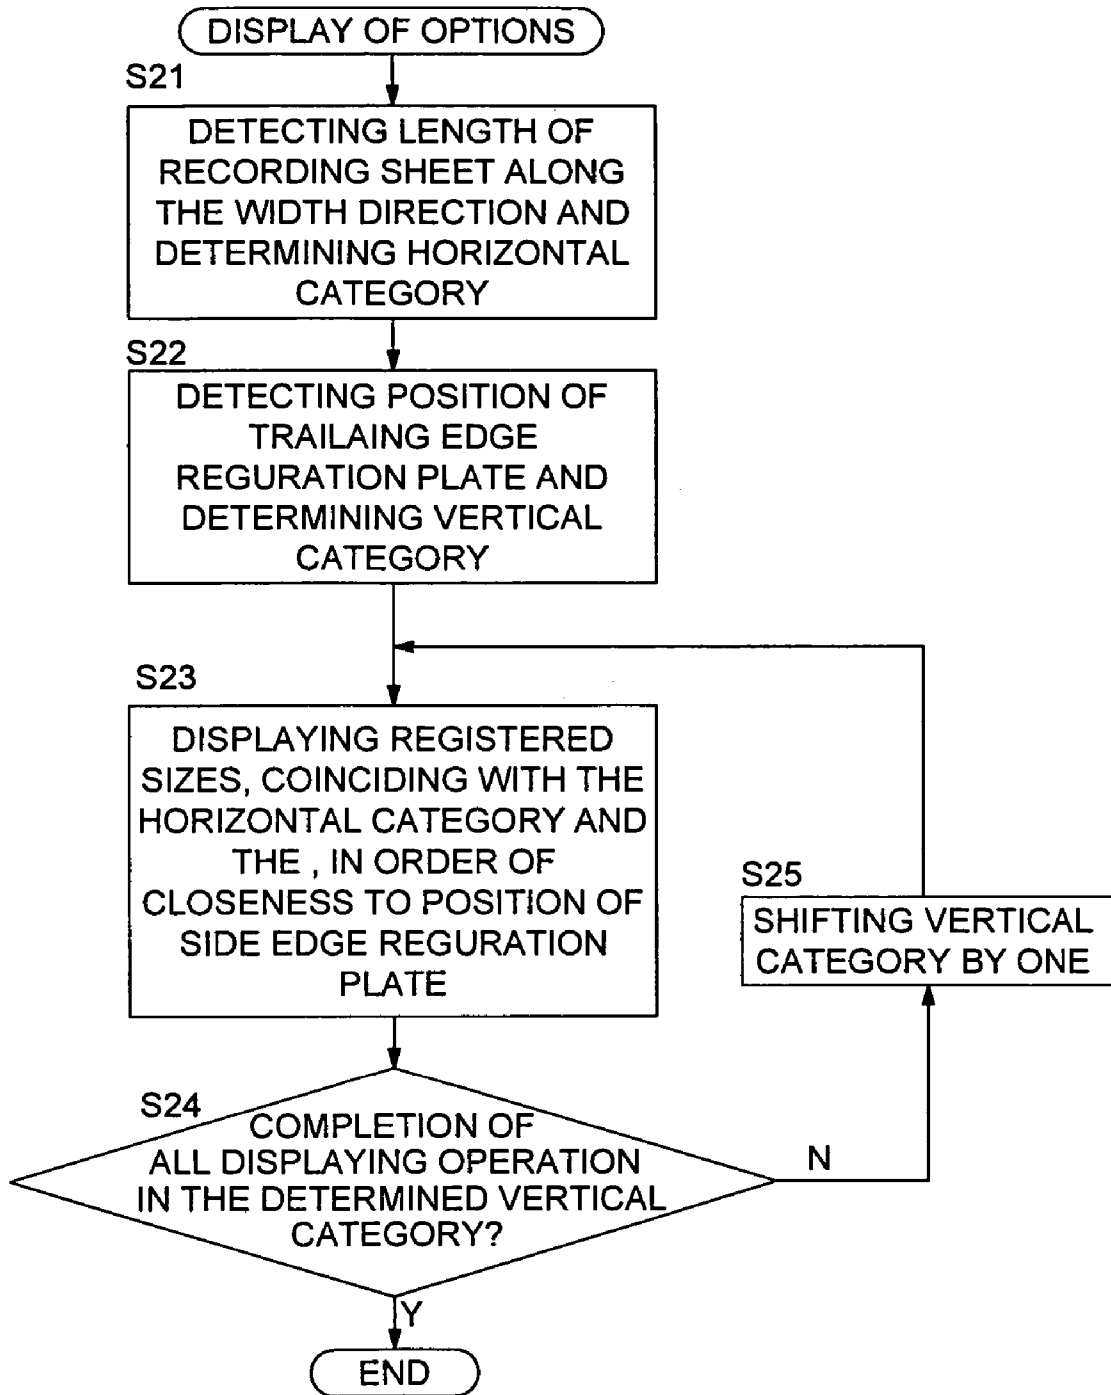 DISPLAY OF OPTIONS
S21
DETECTING LENGTH OF
RECORDING SHEET ALONG
THE WIDTH DIRECTION AND
DETERMINING HORIZONTAL
CATEGORY
S22
DETECTING POSITION OF
TRAILAING EDGE
REGURATION PLATE AND
DETERMINING VERTICAL
CATEGORY
S23
DISPLAYING REGISTERED
SIZES, COINCIDING WITH THE
HORIZONTAL CATEGORY AND
THE , IN ORDER OF
CLOSENESS TO POSITION OF
SIDE EDGE REGURATION
PLATE
S25
SHIFTING VERTICAL
CATEGORY BY ONE
S24
COMPLETION OF
ALL DISPLAYING OPERATION
IN THE DETERMINED VERTICAL
CATEGORY?
N
Y
END